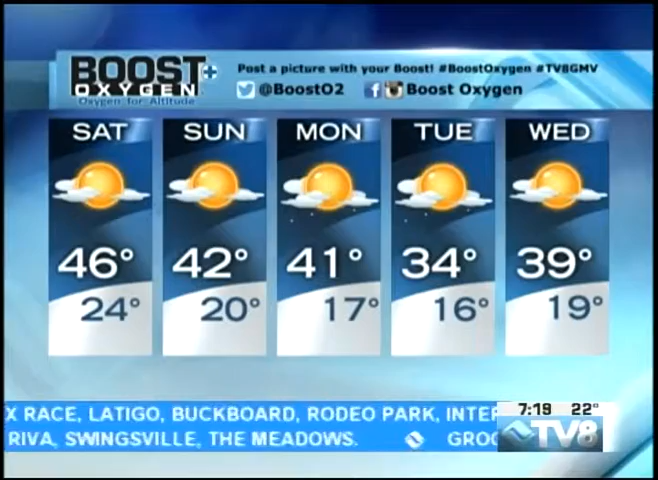 BOOST+
OXYGEN
Oxygen for Altitude
Post a picture with your Boost! #BoostOxygen #TV8GMV
@BoostO2 Boost Oxygen
SAT SUN MON TUE WED
46° 42° 41° 34° 39°
24° 20° 17° 16° 19°
X RACE, LATIGO, BUCKBOARD, RODEO PARK, INTER
RIVA, SWINGSVILLE, THE MEADOWS. GROO
7:19 22°
TV8